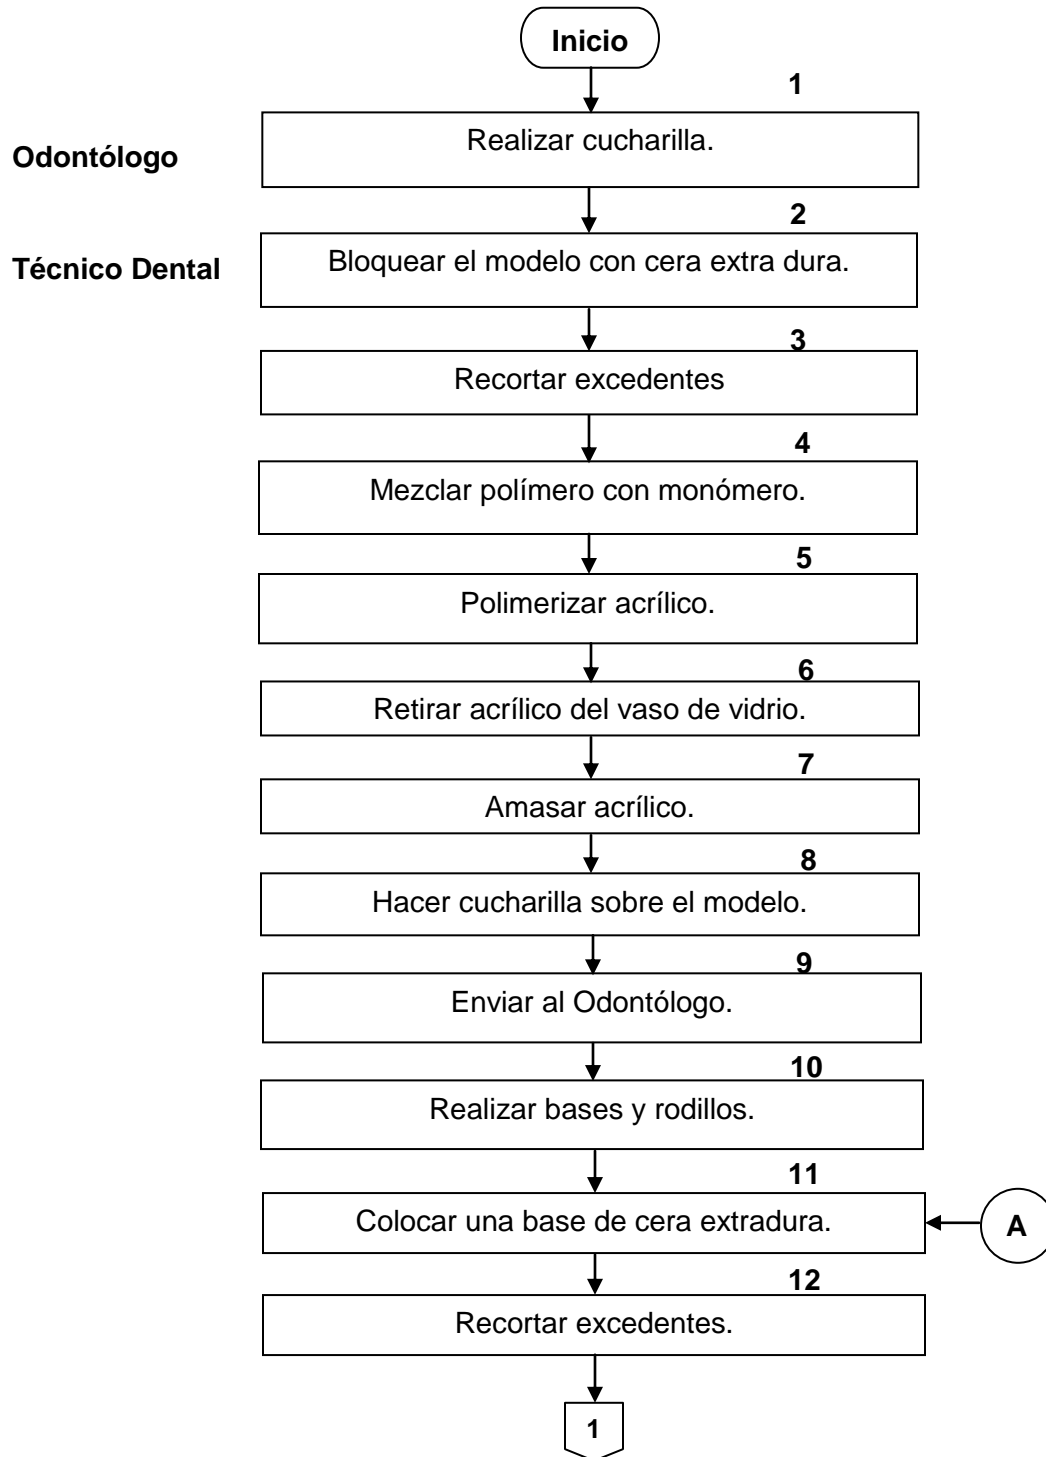 Inicio
1
Odontólogo
Realizar cucharilla.
2
Técnico Dental
Bloquear el modelo con cera extra dura.
3
Recortar excedentes
4
Mezclar polímero con monómero.
5
Polimerizar acrílico.
6
Retirar acrílico del vaso de vidrio.
7
Amasar acrílico.
8
Hacer cucharilla sobre el modelo.
9
Enviar al Odontólogo.
10
Realizar bases y rodillos.
11
Colocar una base de cera extradura.
A
12
Recortar excedentes.
1